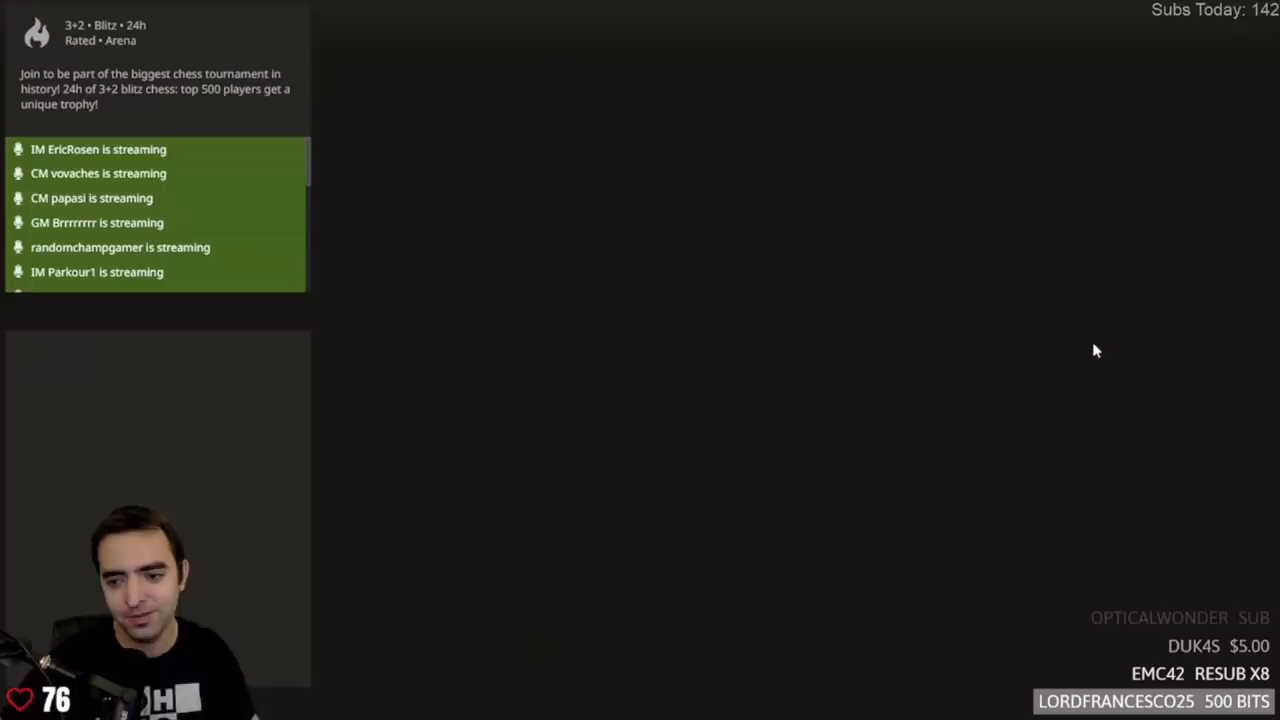 Subs Today: 142
3+2 • Blitz • 24h
Rated • Arena
Join to be part of the biggest chess tournament in
history! 24h of 3+2 blitz chess: top 500 players get a
unique trophy!
IM EricRosen is streaming
CM vovaches is streaming
CM papasi is streaming
GM Brrrrrrrr is streaming
randomchampgamer is streaming
IM Parkour1 is streaming
OPTICALWONDER SUB
DUK4S $5.00
EMC42 RESUB X8
LORDFRANCESCO25 500 BITS
76